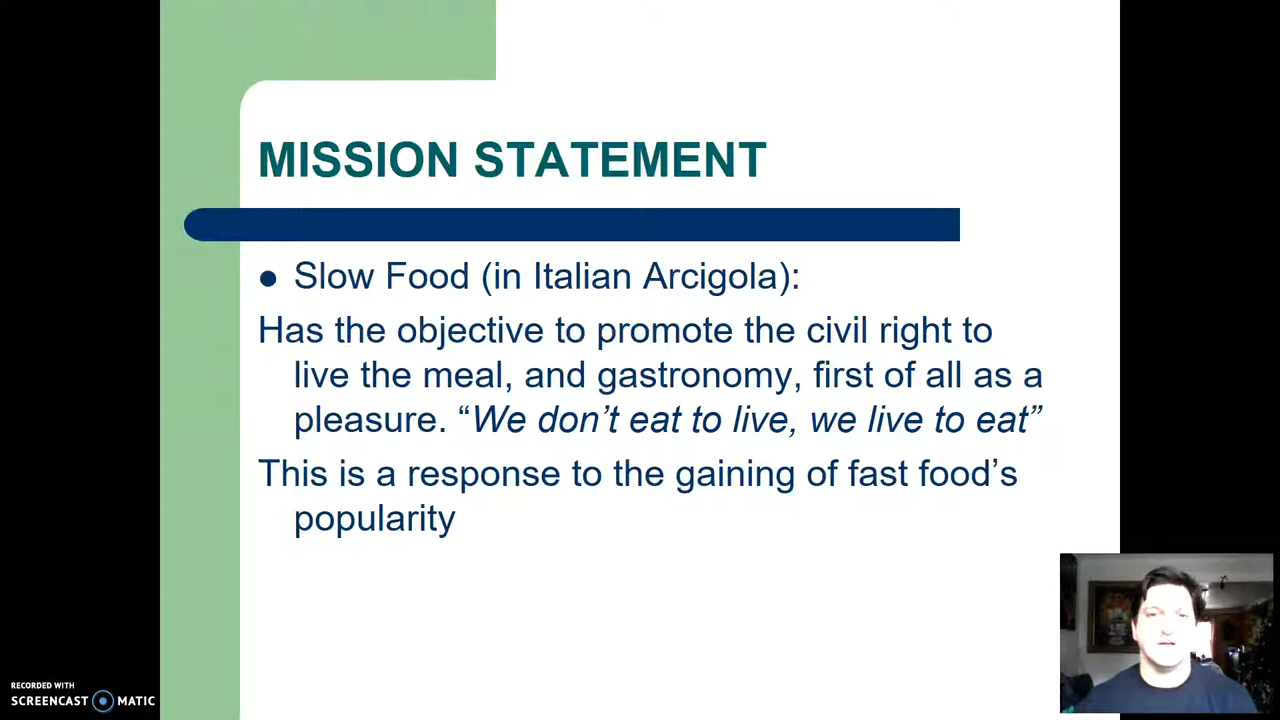 MISSION STATEMENT
● Slow Food (in Italian Arcigola):
Has the objective to promote the civil right to
live the meal, and gastronomy, first of all as a
pleasure. “We don’t eat to live, we live to eat”
This is a response to the gaining of fast food’s
popularity
RECORDED WITH
SCREENCAST MATIC